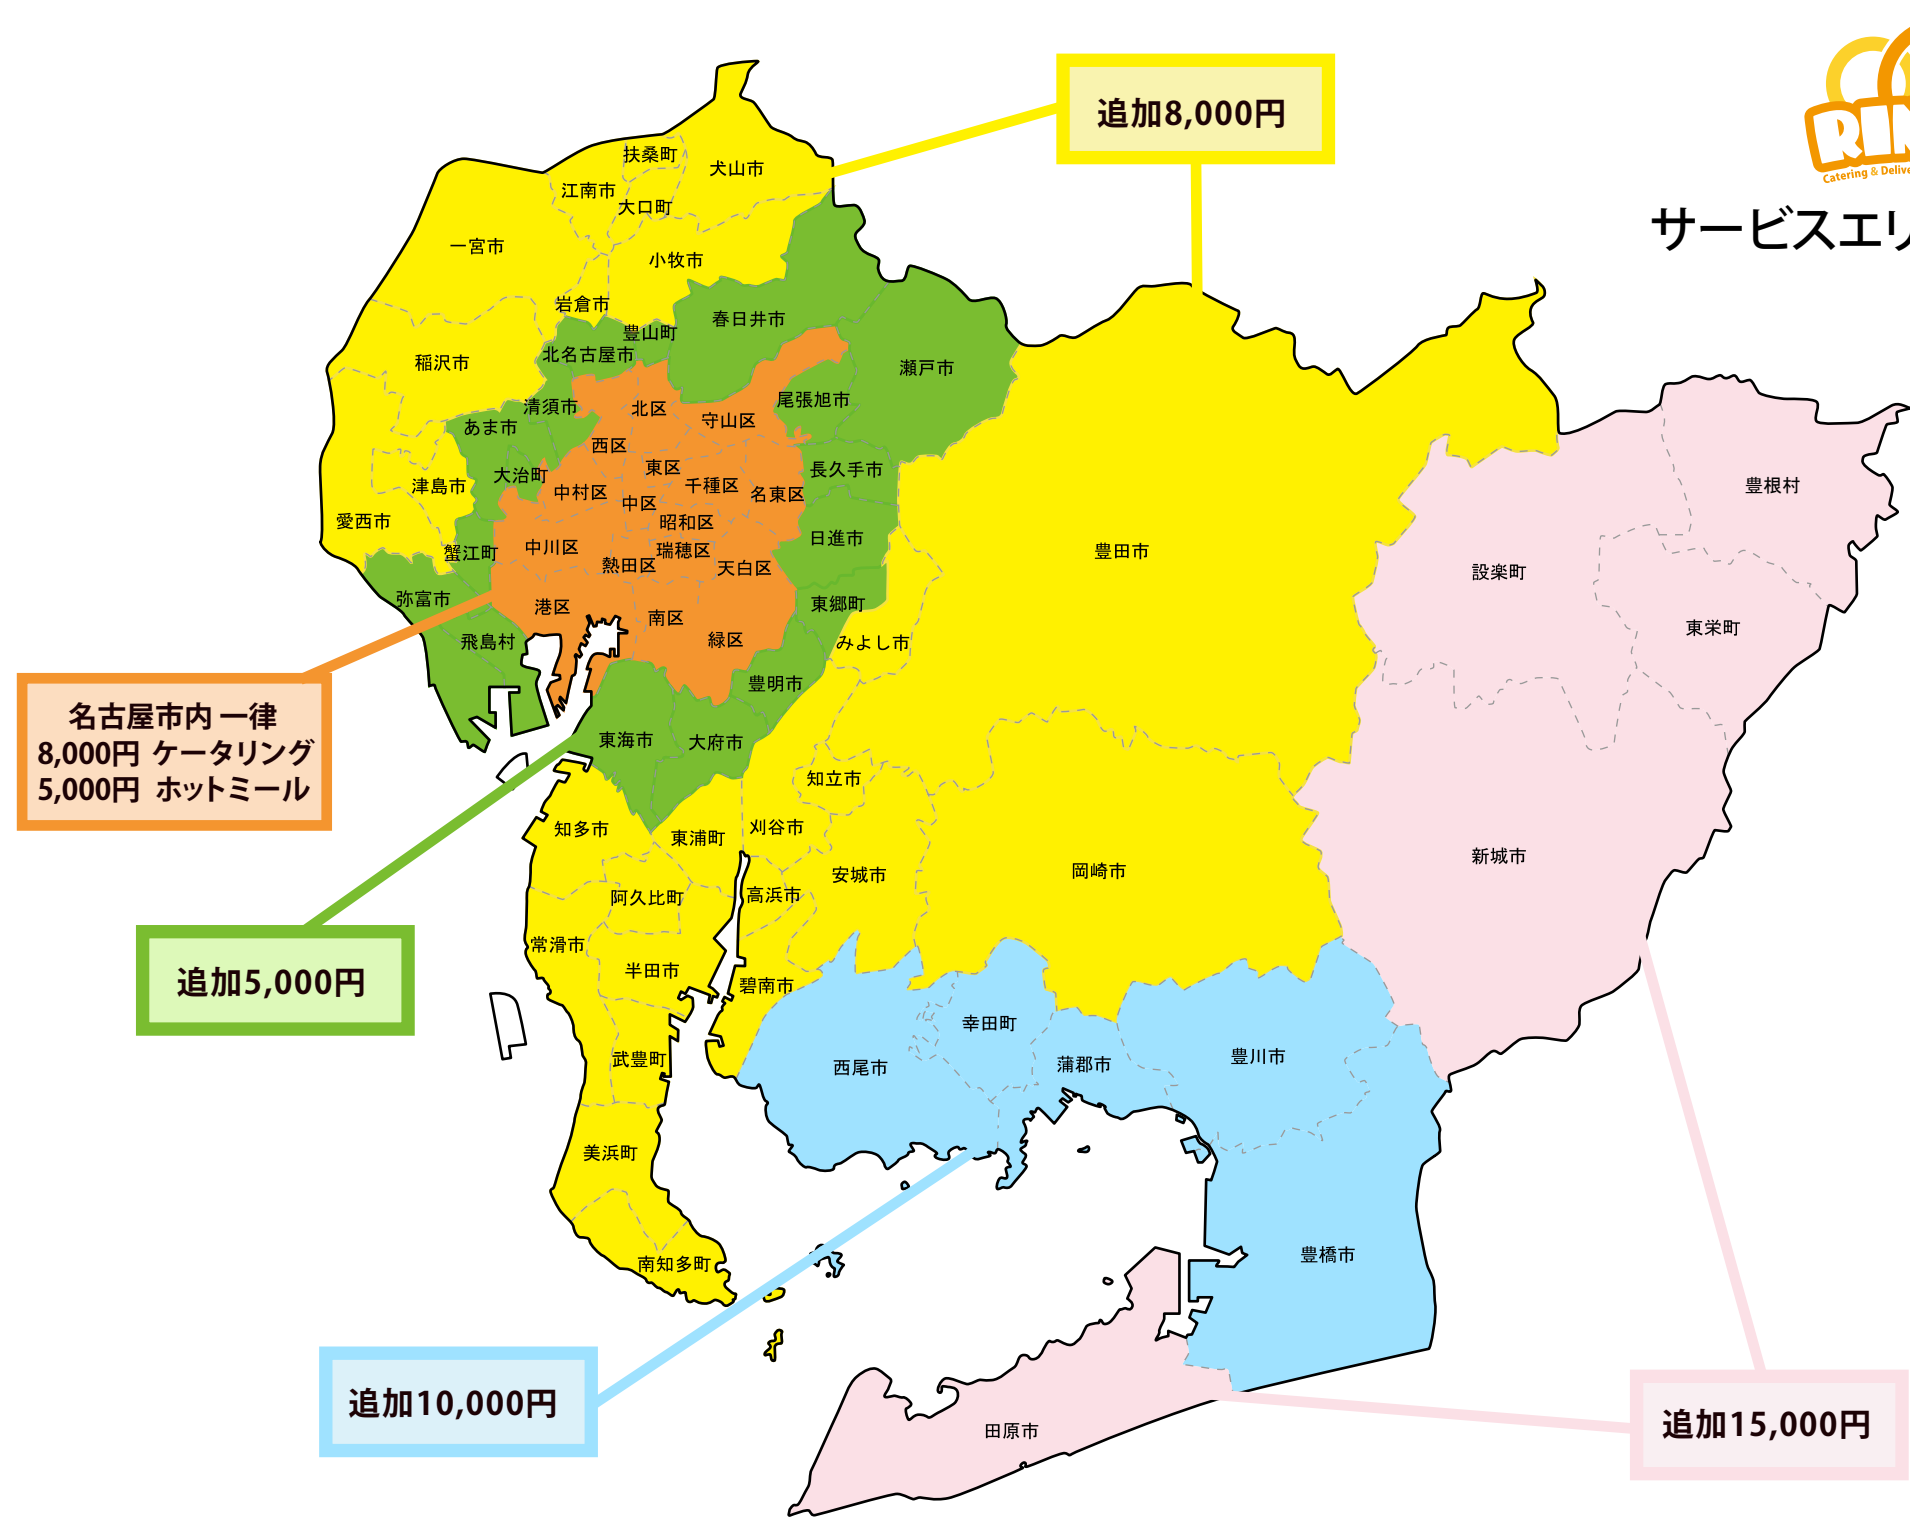 追加8,000円
Catering & Delive
サービスエリ
扶桑町
犬山市
江南市
大口町
一宮市
小牧市
岩倉市
春日井市
豊山町
北名古屋市
稲沢市
瀬戸市
尾張旭市
清須市
北区
守山区
あま市
西区
東区
長久手市
大治町
千種区
津島市
中村区
名東区
中区
豊根村
愛西市
昭和区
日進市
蟹江町
中川区
瑞穂区
豊田市
熱田区
天白区
設楽町
弥富市
港区
東郷町
南区
東栄町
飛島村
緑区
みよし市
豊明市
名古屋市内 一律
8,000円 ケータリング
5,000円 ホットミール
東海市
大府市
知立市
知多市
東浦町
刈谷市
新城市
安城市
岡崎市
阿久比町
高浜市
常滑市
半田市
碧南市
追加5,000円
幸田町
武豊町
西尾市
蒲郡市
豊川市
美浜町
豊橋市
南知多町
追加10,000円
田原市
追加15,000円